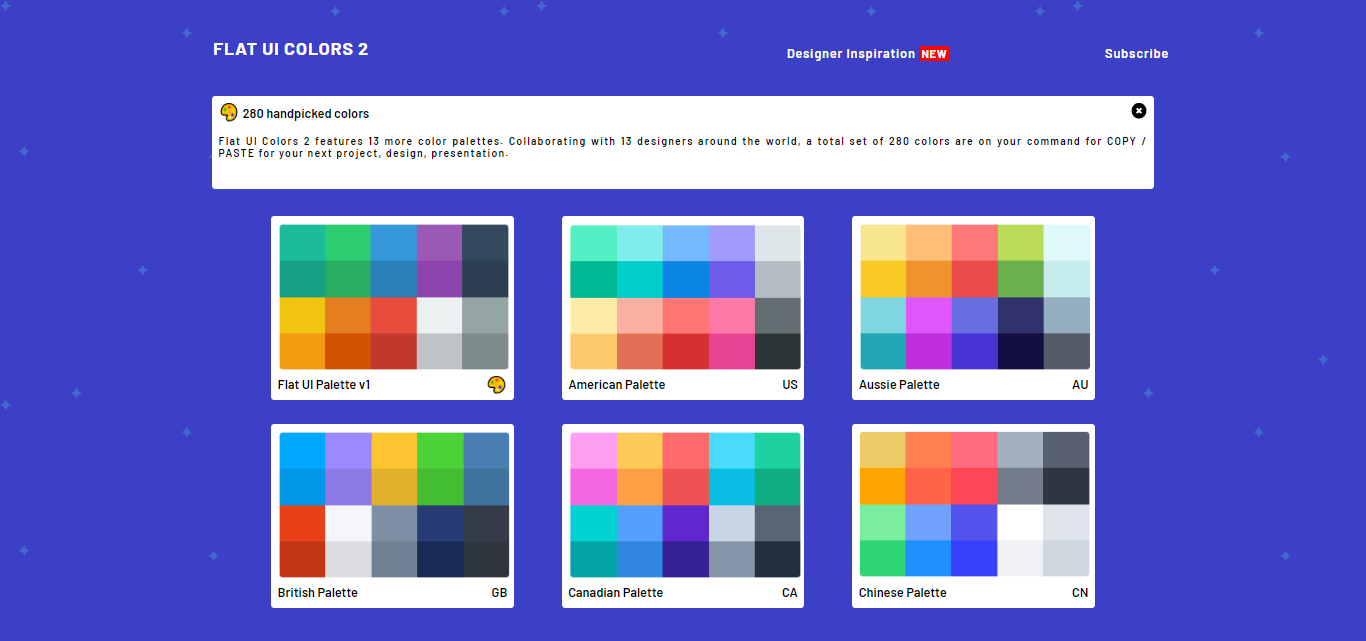 FLAT UI COLORS 2
Designer Inspiration NEW
Subscribe
280 handpicked colors
Flat UI Colors 2 features 13 more color palettes. Collaborating with 13 designers around the world, a total set of 280 colors are on your command for COPY /
PASTE for your next project, design, presentation.
Flat UI Palette v1
American Palette US
Aussie Palette AU
British Palette GB
Canadian Palette CA
Chinese Palette CN